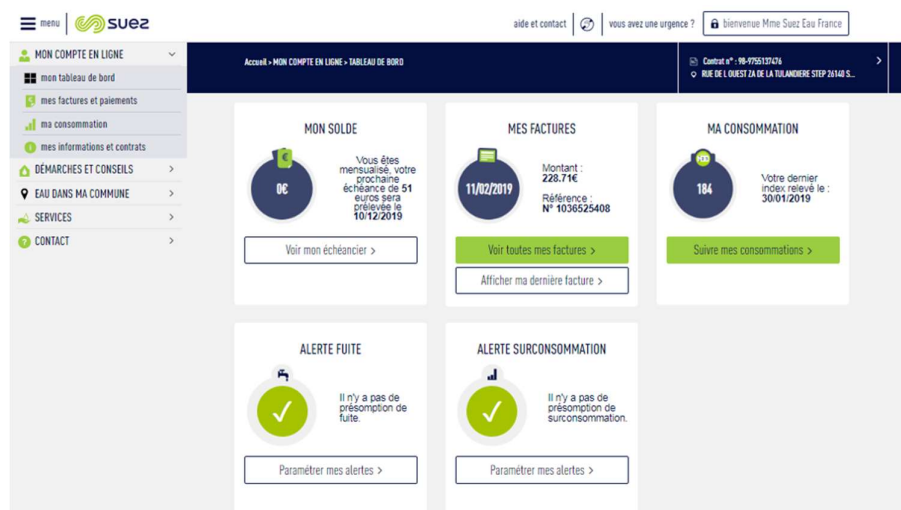 menu
suez
aide et contact
vous avez une urgence ?
bienvenue Mme Suez Eau France
MON COMPTE EN LIGNE
mon tableau de bord
mes factures et paiements
ma consommation
mes informations et contrats
DÉMARCHES ET CONSEILS
EAU DANS MA COMMUNE
SERVICES
CONTACT
Accueil > MON COMPTE EN LIGNE > TABLEAU DE BORD
Contrat n° : 98-9755137476
RUE DE L OUEST ZA DE LA TULANDIERE STEP 26140 S...
MON SOLDE
0€
Vous êtes
mensualisé, votre
prochaine
échéance de 51
euros sera
prélevée le
10/12/2019
Voir mon échéancier >
MES FACTURES
11/02/2019
Montant :
228.71€
Référence :
N° 1036525408
Voir toutes mes factures >
Afficher ma dernière facture >
MA CONSOMMATION
184
Votre dernier
index relevé le :
30/01/2019
Suivre mes consommations >
ALERTE FUITE
Il n'y a pas de
présomption de
fuite.
Paramétrer mes alertes >
ALERTE SURCONSOMMATION
Il n'y a pas de
présomption de
surconsommation.
Paramétrer mes alertes >